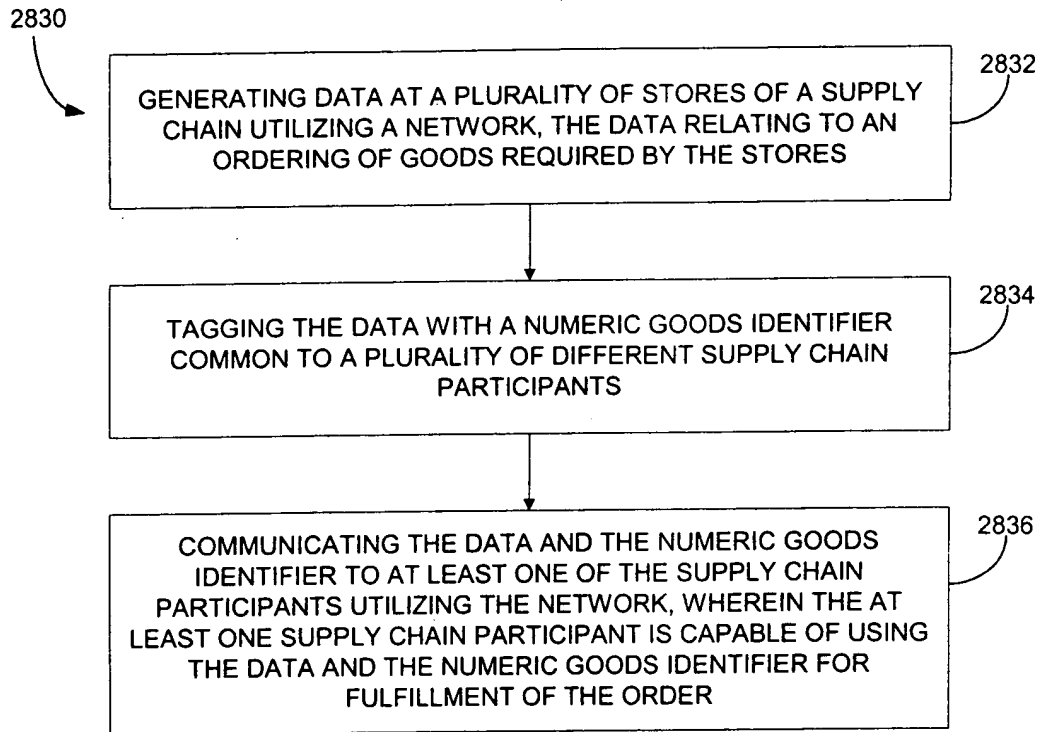 2830
2832
GENERATING DATA AT A PLURALITY OF STORES OF A SUPPLY
CHAIN UTILIZING A NETWORK, THE DATA RELATING TO AN
ORDERING OF GOODS REQUIRED BY THE STORES
2834
TAGGING THE DATA WITH A NUMERIC GOODS IDENTIFIER
COMMON TO A PLURALITY OF DIFFERENT SUPPLY CHAIN
PARTICIPANTS
2836
COMMUNICATING THE DATA AND THE NUMERIC GOODS
IDENTIFIER TO AT LEAST ONE OF THE SUPPLY CHAIN
PARTICIPANTS UTILIZING THE NETWORK, WHEREIN THE AT
LEAST ONE SUPPLY CHAIN PARTICIPANT IS CAPABLE OF USING
THE DATA AND THE NUMERIC GOODS IDENTIFIER FOR
FULFILLMENT OF THE ORDER